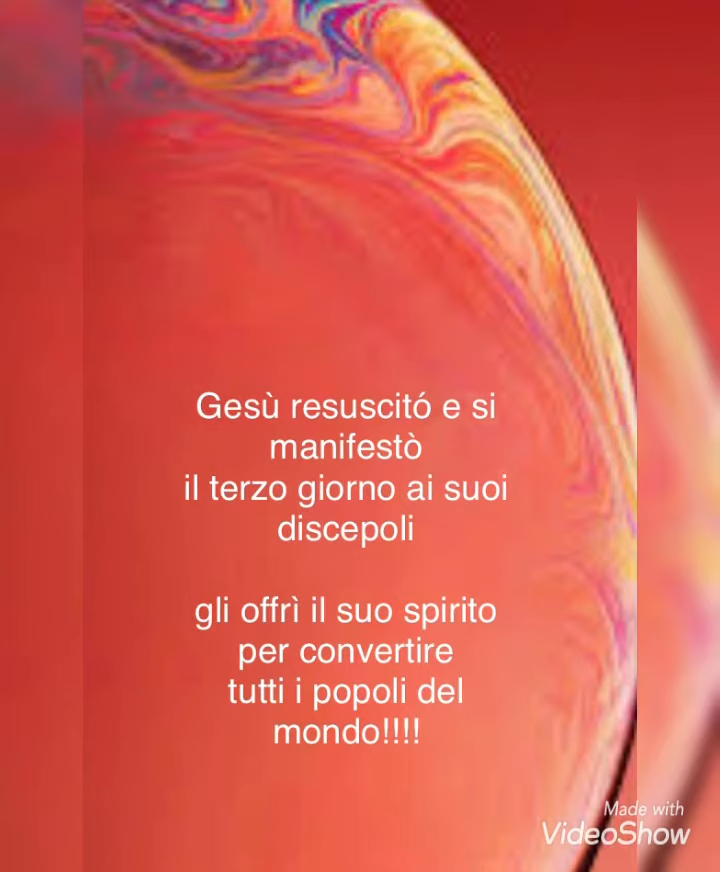 Gesù resuscitó e si
manifestò
il terzo giorno ai suoi
discepoli
gli offrì il suo spirito
per convertire
tutti i popoli del
mondo!!!!
Made with
VideoShow